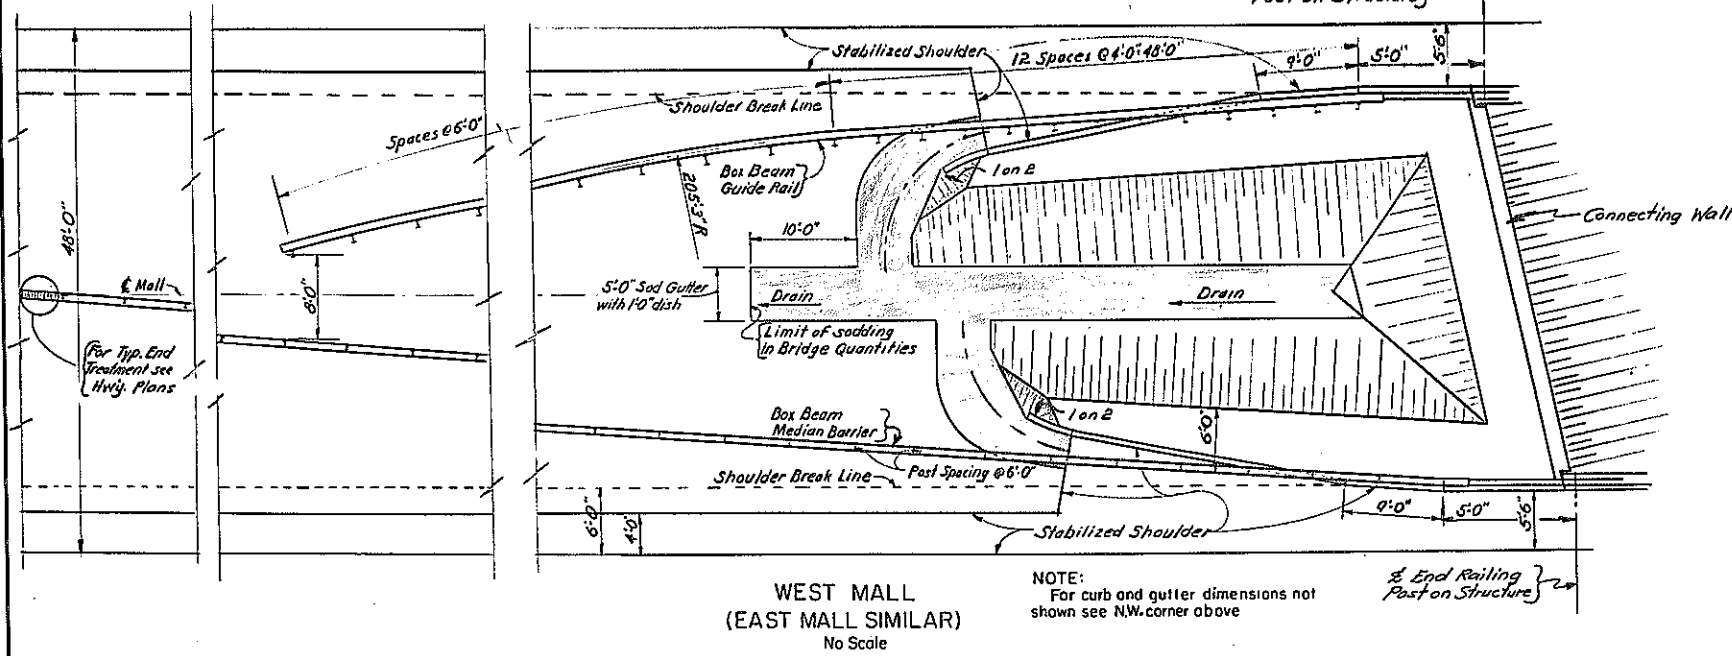 Stabilized Shoulder
12 Spaces @ 4'-0"=48'-0"
9'-0"
5'-0"
5'-6"
Shoulder Break Line
Spaces @ 6'-0"
Box Beam
Guide Rail
205'-3" R
1 on 2
Connecting Wall
48'-0"
10'-0"
℄ Mall
8'-0"
5'-0" Sod Gutter
with 1'-0" dish
Drain
Drain
Limit of sodding
In Bridge Quantities
For Typ. End
Treatment see
Hwy. Plans
Box Beam
Median Barrier
1 on 2
6'-0"
Post Spacing @ 6'-0"
Shoulder Break Line
6'-0"
4'-0"
9'-0"
5'-0"
5'-6"
Stabilized Shoulder
WEST MALL
(EAST MALL SIMILAR)
No Scale
NOTE:
For curb and gutter dimensions not
shown see N.W. corner above
℄ End Railing
Post on Structure